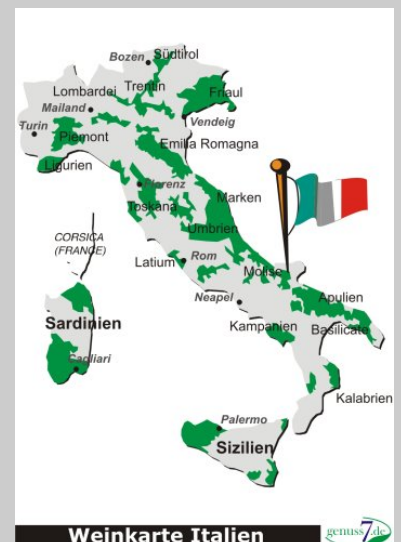 Bozen
Südtirol
Lombardei
Trentin
Friaul
Mailand
Vendeig
Turin
Piemont
Emilia Romagna
Ligurien
Florenz
Toskana
Marken
Umbrien
CORSICA
(FRANCE)
Latium
Rom
Molise
Neapel
Apulien
Sardinien
Kampanien
Basilicate
Cagliari
Kalabrien
Palermo
Sizilien
Weinkarte Italien
genuss7.de